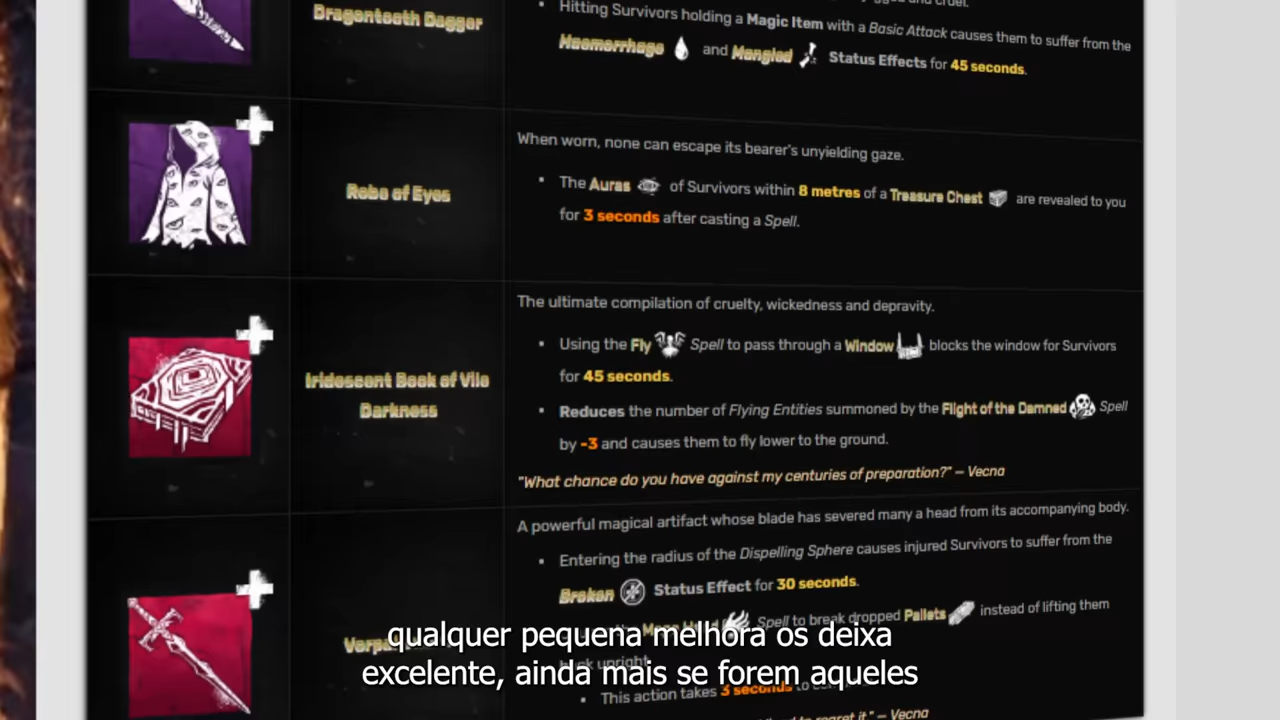 Dragontooth Dagger
Hitting Survivors holding a Magic Item with a Basic Attack causes them to suffer from the
Haemorrhage and Mangled Status Effects for 45 seconds.
Robe of Eyes
When worn, none can escape its bearer's unyielding gaze.
The Auras of Survivors within 8 metres of a Treasure Chest are revealed to you
for 3 seconds after casting a Spell.
Iridescent Book of Vile
Darkness
The ultimate compilation of cruelty, wickedness and depravity.
Using the Fly Spell to pass through a Window blocks the window for Survivors
for 45 seconds.
Reduces the number of Flying Entities summoned by the Flight of the Damned Spell
by -3 and causes them to fly lower to the ground.
"What chance do you have against my centuries of preparation?" — Vecna
A powerful magical artifact whose blade has severed many a head from its accompanying body.
Entering the radius of the Dispelling Sphere causes injured Survivors to suffer from the
Broken Status Effect for 30 seconds.
Spell to break dropped Pallets instead of lifting them
upright
This action takes 3 seconds to
regret it." — Vecna
qualquer pequena melhora os deixa
excelente, ainda mais se forem aqueles